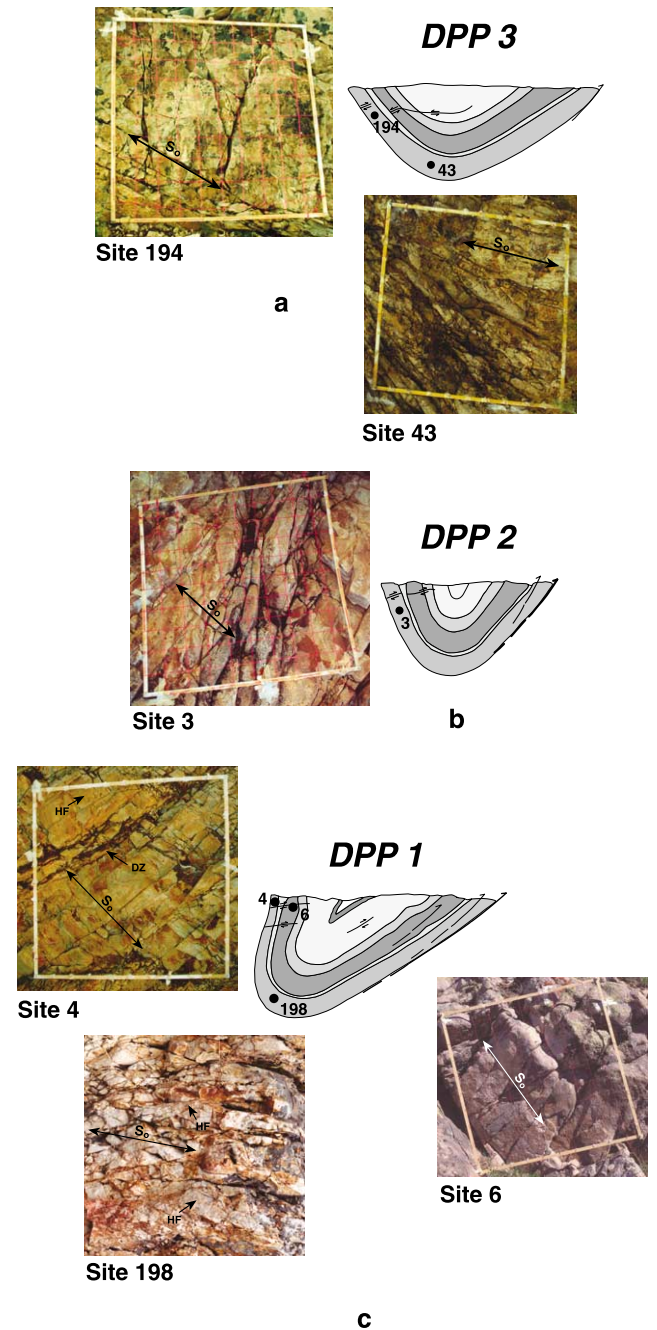 DPP 3
So
194
43
Site 194
So
a
Site 43
DPP 2
So
3
Site 3
b
HF
DZ
So
DPP 1
4
6
198
Site 4
So
HF
HF
So
Site 6
Site 198
c